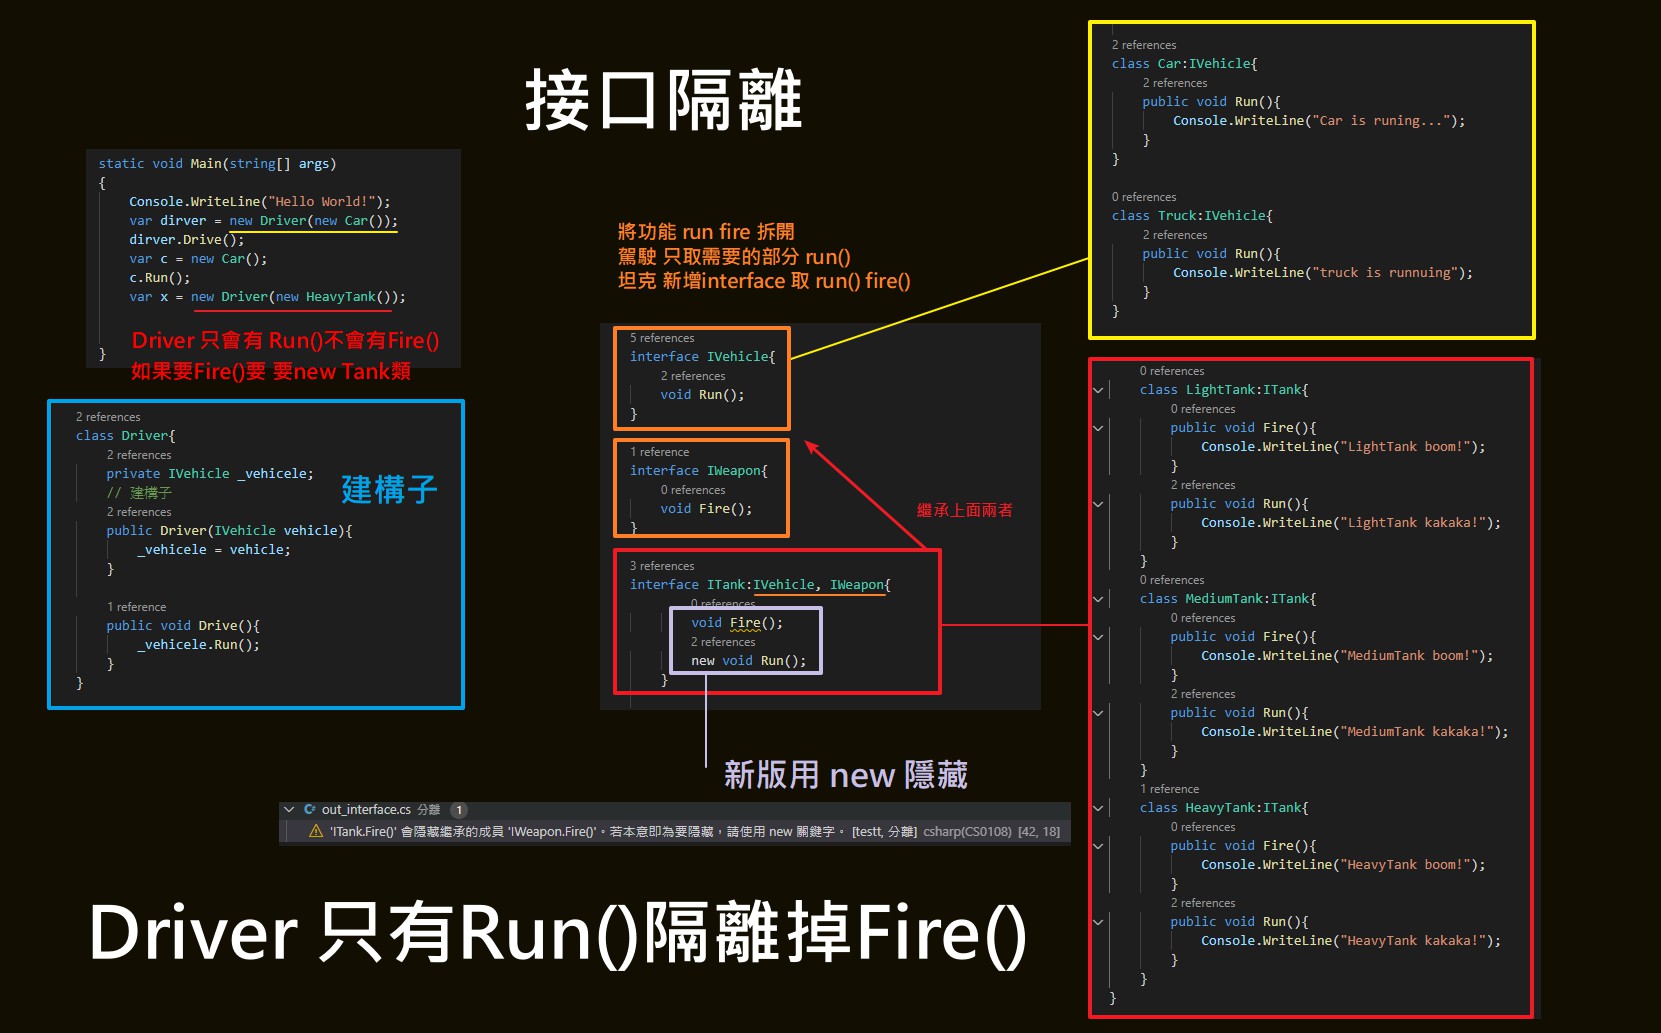 接口隔離
static void Main(string[] args)
{
Console.WriteLine("Hello World!");
var dirver = new Driver(new Car());
dirver.Drive();
var c = new Car();
c.Run();
var x = new Driver(new HeavyTank());
Driver 只會有 Run()不會有Fire()
}
如果要Fire()要 要new Tank類
2 references
class Driver{
2 references
private IVehicle _vehicele;
// 建構子
建構子
2 references
public Driver(IVehicle vehicle){
_vehicele = vehicle;
}
1 reference
public void Drive(){
_vehicele.Run();
}
}
將功能 run fire 拆開
駕駛 只取需要的部分 run()
坦克 新增interface 取 run() fire()
5 references
interface IVehicle{
2 references
void Run();
}
1 reference
interface IWeapon{
0 references
void Fire();
}
繼承上面兩者
3 references
interface ITank:IVehicle, IWeapon{
0 references
void Fire();
2 references
new void Run();
}
新版用 new 隱藏
out_interface.cs 分離 1
'ITank.Fire()' 會隱藏繼承的成員 'IWeapon.Fire()'。若本意即為要隱藏，請使用 new 關鍵字。 [testt, 分離] csharp(CS0108) [42, 18]
Driver 只有Run()隔離掉Fire()
2 references
class Car:IVehicle{
2 references
public void Run(){
Console.WriteLine("Car is runing...");
}
}
0 references
class Truck:IVehicle{
2 references
public void Run(){
Console.WriteLine("truck is runnuing");
}
}
0 references
class LightTank:ITank{
0 references
public void Fire(){
Console.WriteLine("LightTank boom!");
}
2 references
public void Run(){
Console.WriteLine("LightTank kakaka!");
}
}
0 references
class MediumTank:ITank{
0 references
public void Fire(){
Console.WriteLine("MediumTank boom!");
}
2 references
public void Run(){
Console.WriteLine("MediumTank kakaka!");
}
}
1 reference
class HeavyTank:ITank{
0 references
public void Fire(){
Console.WriteLine("HeavyTank boom!");
}
2 references
public void Run(){
Console.WriteLine("HeavyTank kakaka!");
}
}
}